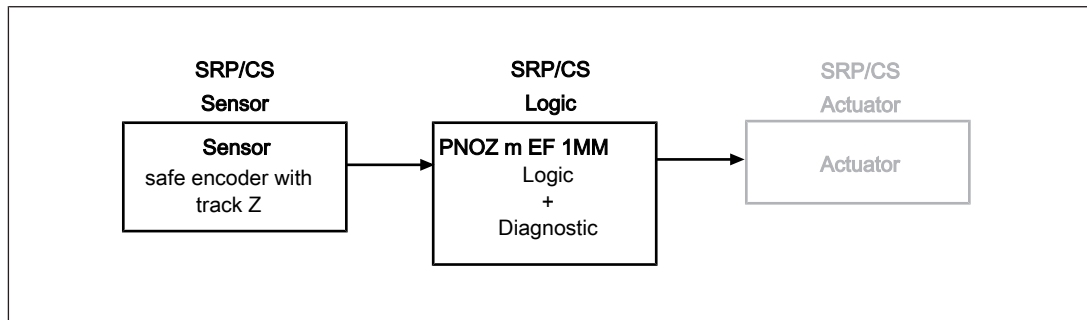 SRP/CS
Sensor
Sensor
safe encoder with
track Z
SRP/CS
Logic
PNOZ m EF 1MM
Logic
+
Diagnostic
SRP/CS
Actuator
Actuator